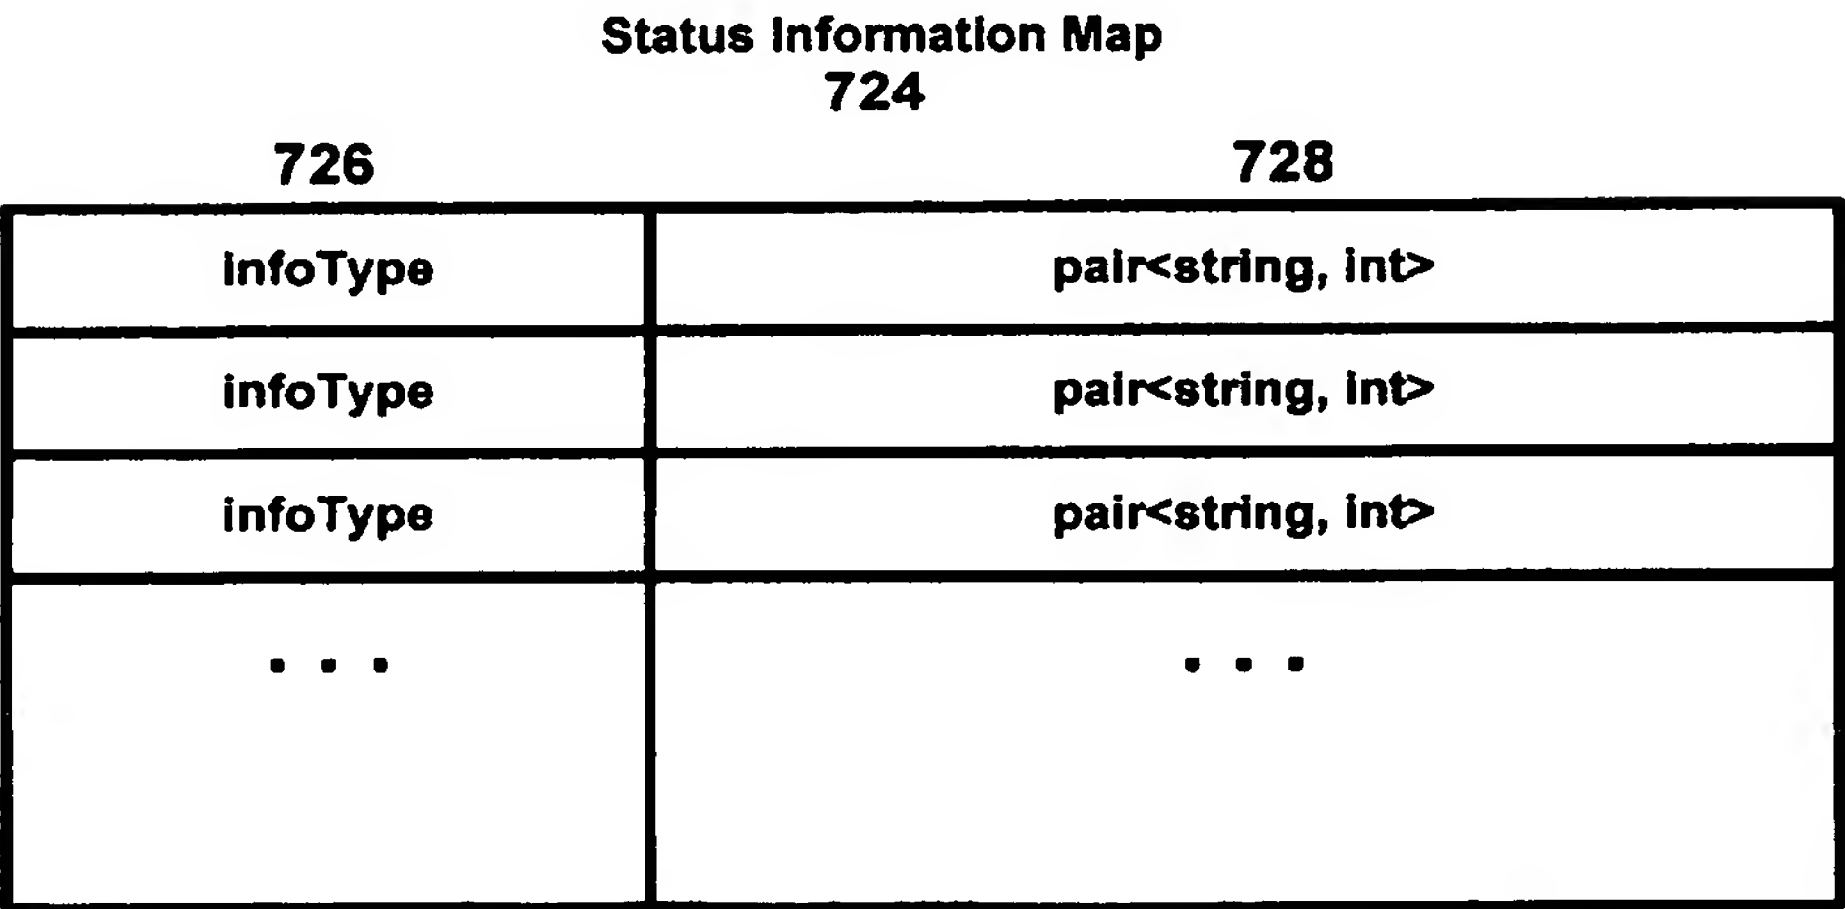 Status Information Map
724
726 728
infoType pair<string, int>
infoType pair<string, int>
infoType pair<string, int>
. . . . . .